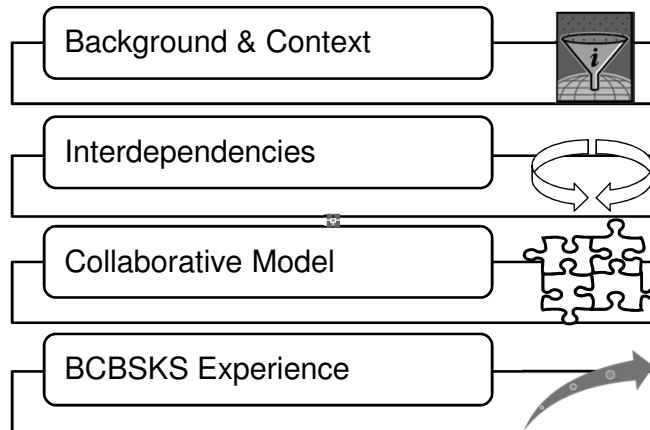 Background & Context
i
Interdependencies
Collaborative Model
BCBSKS Experience